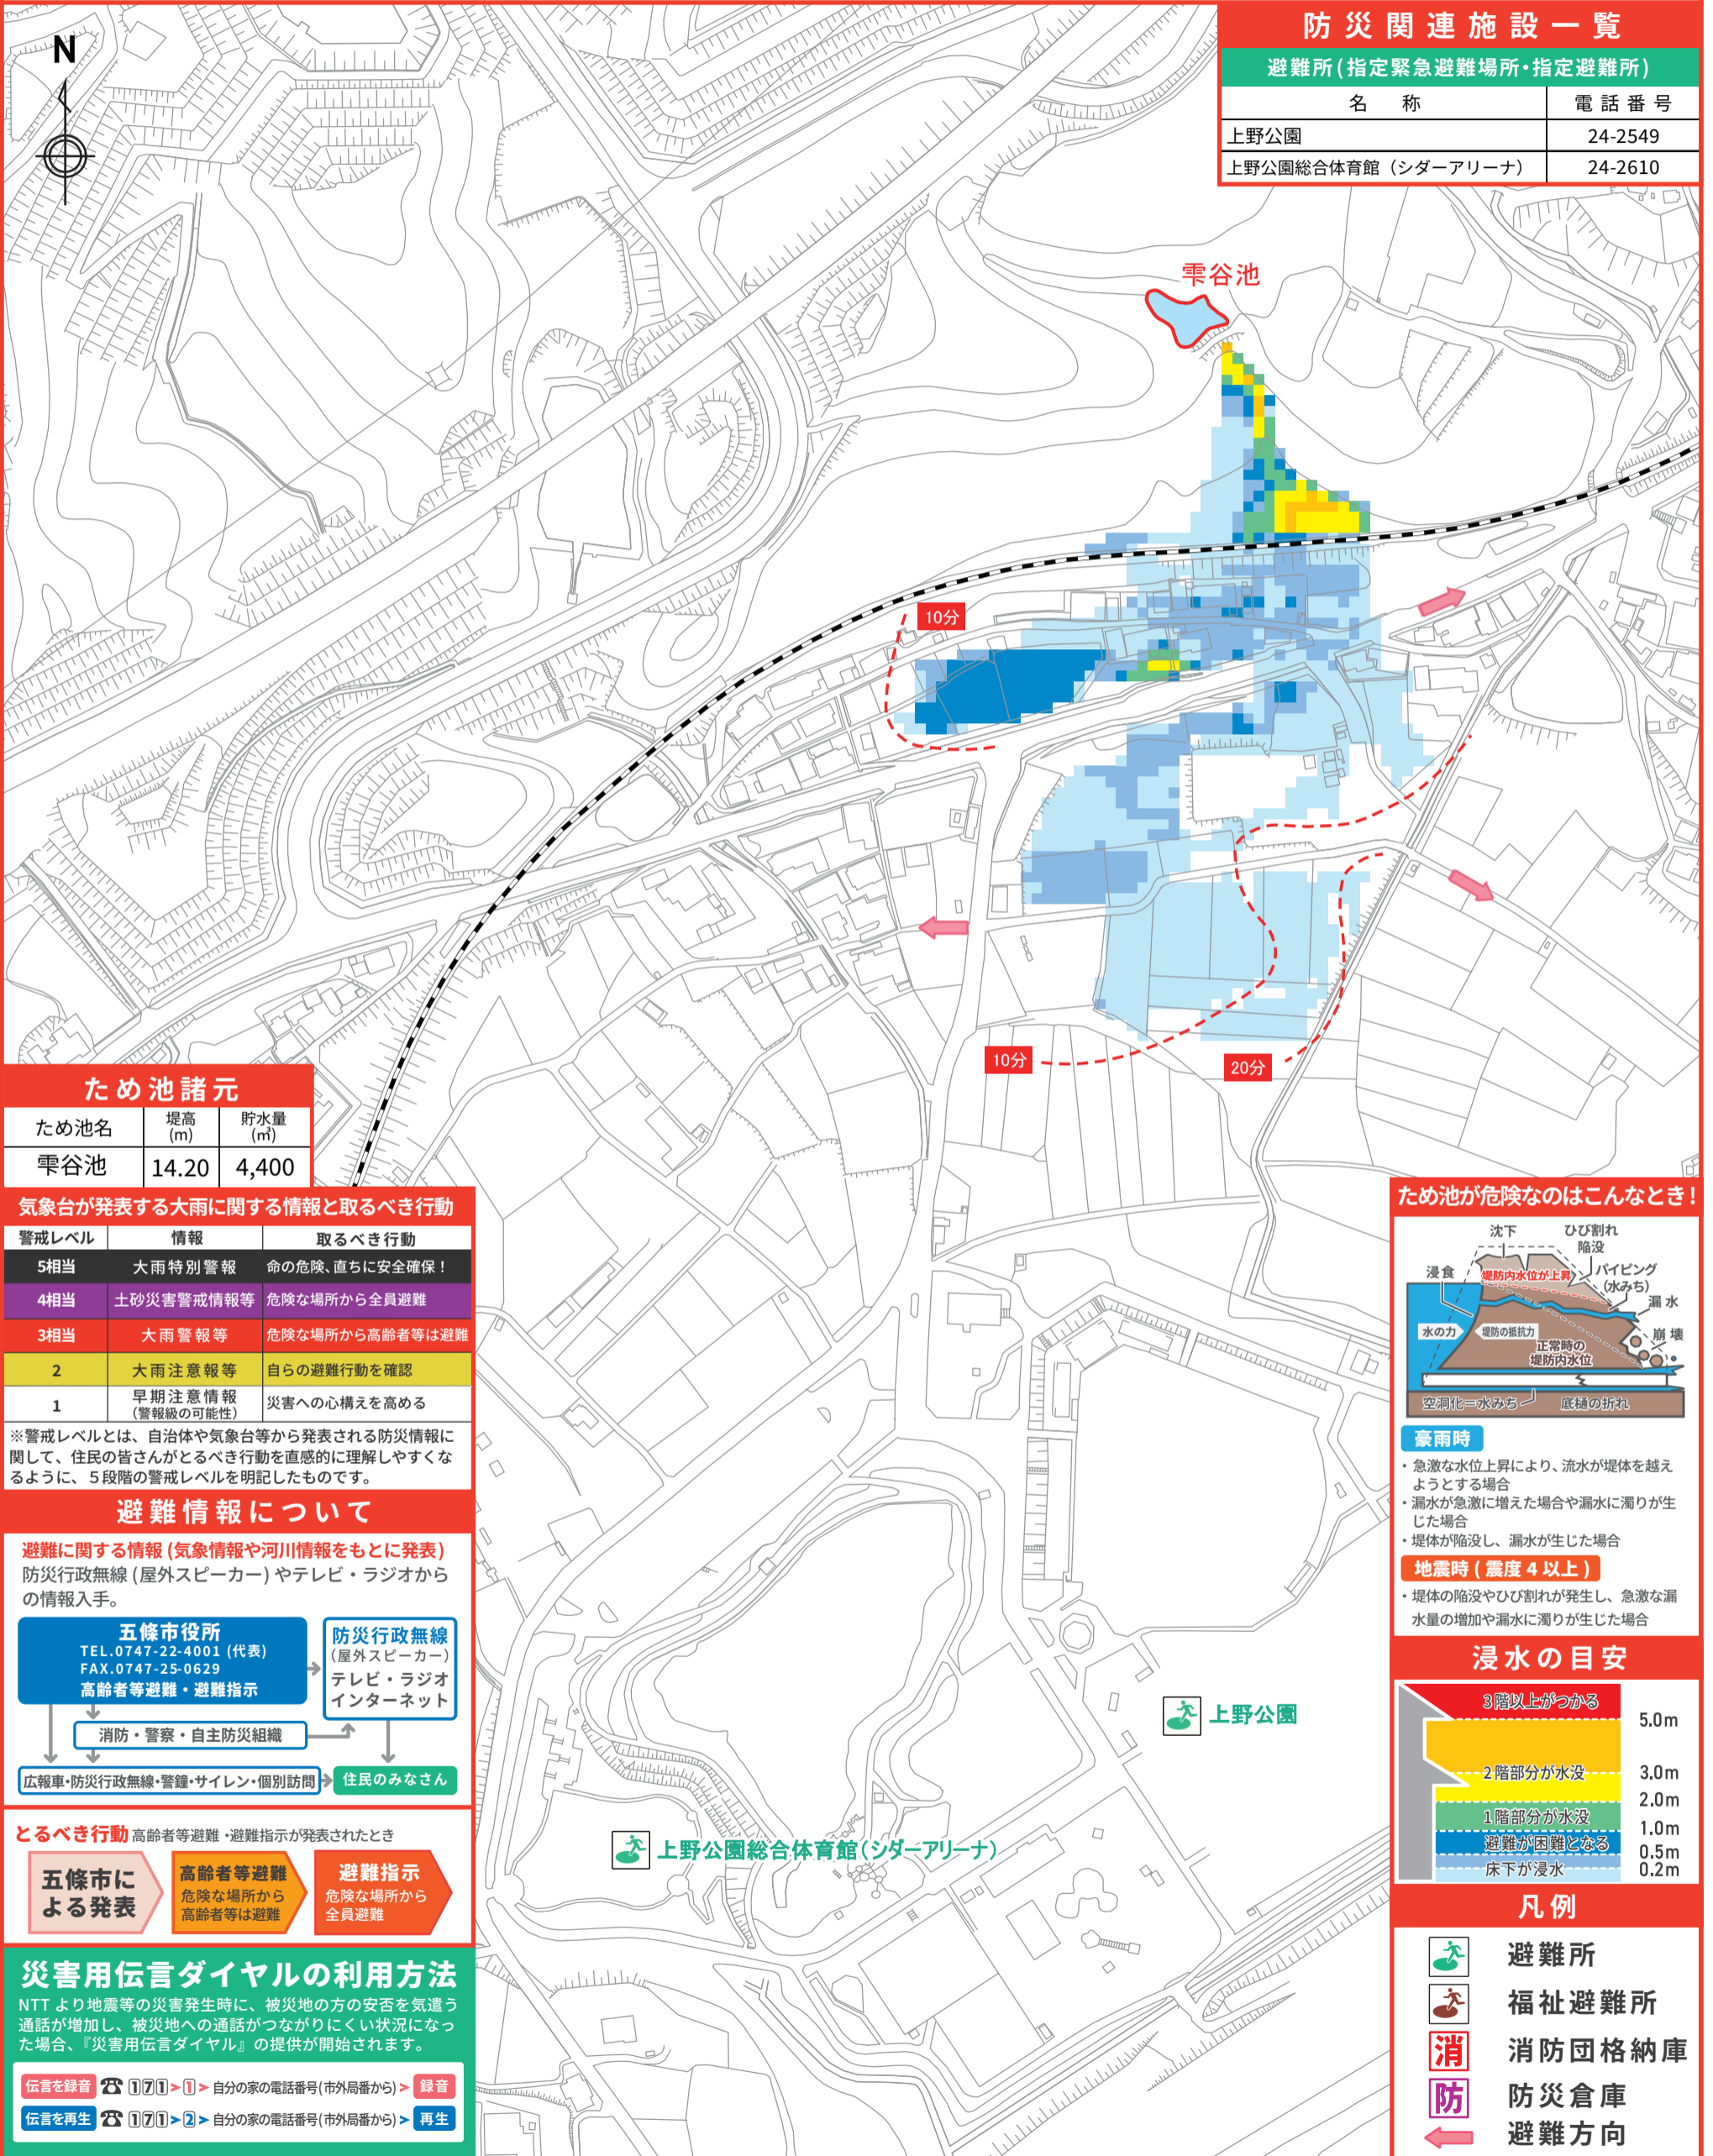 N
防災関連施設一覧
避難所(指定緊急避難場所・指定避難所)
名 称 電話番号
上野公園 24-2549
上野公園総合体育館（シダーアリーナ） 24-2610
雫谷池
10分
10分
20分
ため池諸元
ため池名 堤高(m) 貯水量(㎥)
雫谷池 14.20 4,400
気象台が発表する大雨に関する情報と取るべき行動
警戒レベル 情報 取るべき行動
5相当 大雨特別警報 命の危険、直ちに安全確保！
4相当 土砂災害警戒情報等 危険な場所から全員避難
3相当 大雨警報等 危険な場所から高齢者等は避難
2 大雨注意報等 自らの避難行動を確認
1 早期注意情報(警報級の可能性) 災害への心構えを高める
※警戒レベルとは、自治体や気象台等から発表される防災情報に
関して、住民の皆さんがとるべき行動を直感的に理解しやすくな
るように、５段階の警戒レベルを明記したものです。
避難情報について
避難に関する情報(気象情報や河川情報をもとに発表)
防災行政無線(屋外スピーカー)やテレビ・ラジオから
の情報入手。
五條市役所
TEL.0747-22-4001 (代表)
FAX.0747-25-0629
高齢者等避難・避難指示
防災行政無線
(屋外スピーカー)
テレビ・ラジオ
インターネット
消防・警察・自主防災組織
広報車・防災行政無線・警鐘・サイレン・個別訪問
住民のみなさん
とるべき行動 高齢者等避難・避難指示が発表されたとき
五條市に
よる発表
高齢者等避難
危険な場所から
高齢者等は避難
避難指示
危険な場所から
全員避難
災害用伝言ダイヤルの利用方法
NTTより地震等の災害発生時に、被災地の方の安否を気遣う
通話が増加し、被災地への通話がつながりにくい状況になっ
た場合、『災害用伝言ダイヤル』の提供が開始されます。
伝言を録音 ☎ 171>1>自分の家の電話番号(市外局番から)>録音
伝言を再生 ☎ 171>2>自分の家の電話番号(市外局番から)>再生
上野公園
上野公園総合体育館(シダーアリーナ)
ため池が危険なのはこんなとき！
沈下
ひび割れ
陥没
浸食
堤防内水位が上昇
パイピング
(水みち)
漏水
水の力
堤防の抵抗力
崩壊
正常時の
堤防内水位
空洞化=水みち
底樋の折れ
豪雨時
・急激な水位上昇により、流水が堤体を越え
ようとする場合
・漏水が急激に増えた場合や漏水に濁りが生
じた場合
・堤体が陥没し、漏水が生じた場合
地震時(震度4以上)
・堤体の陥没やひび割れが発生し、急激な漏
水量の増加や漏水に濁りが生じた場合
浸水の目安
3階以上がつかる
5.0m
2階部分が水没
3.0m
2.0m
1階部分が水没
1.0m
避難が困難となる
0.5m
床下が浸水
0.2m
凡例
避難所
福祉避難所
消 消防団格納庫
防 防災倉庫
避難方向